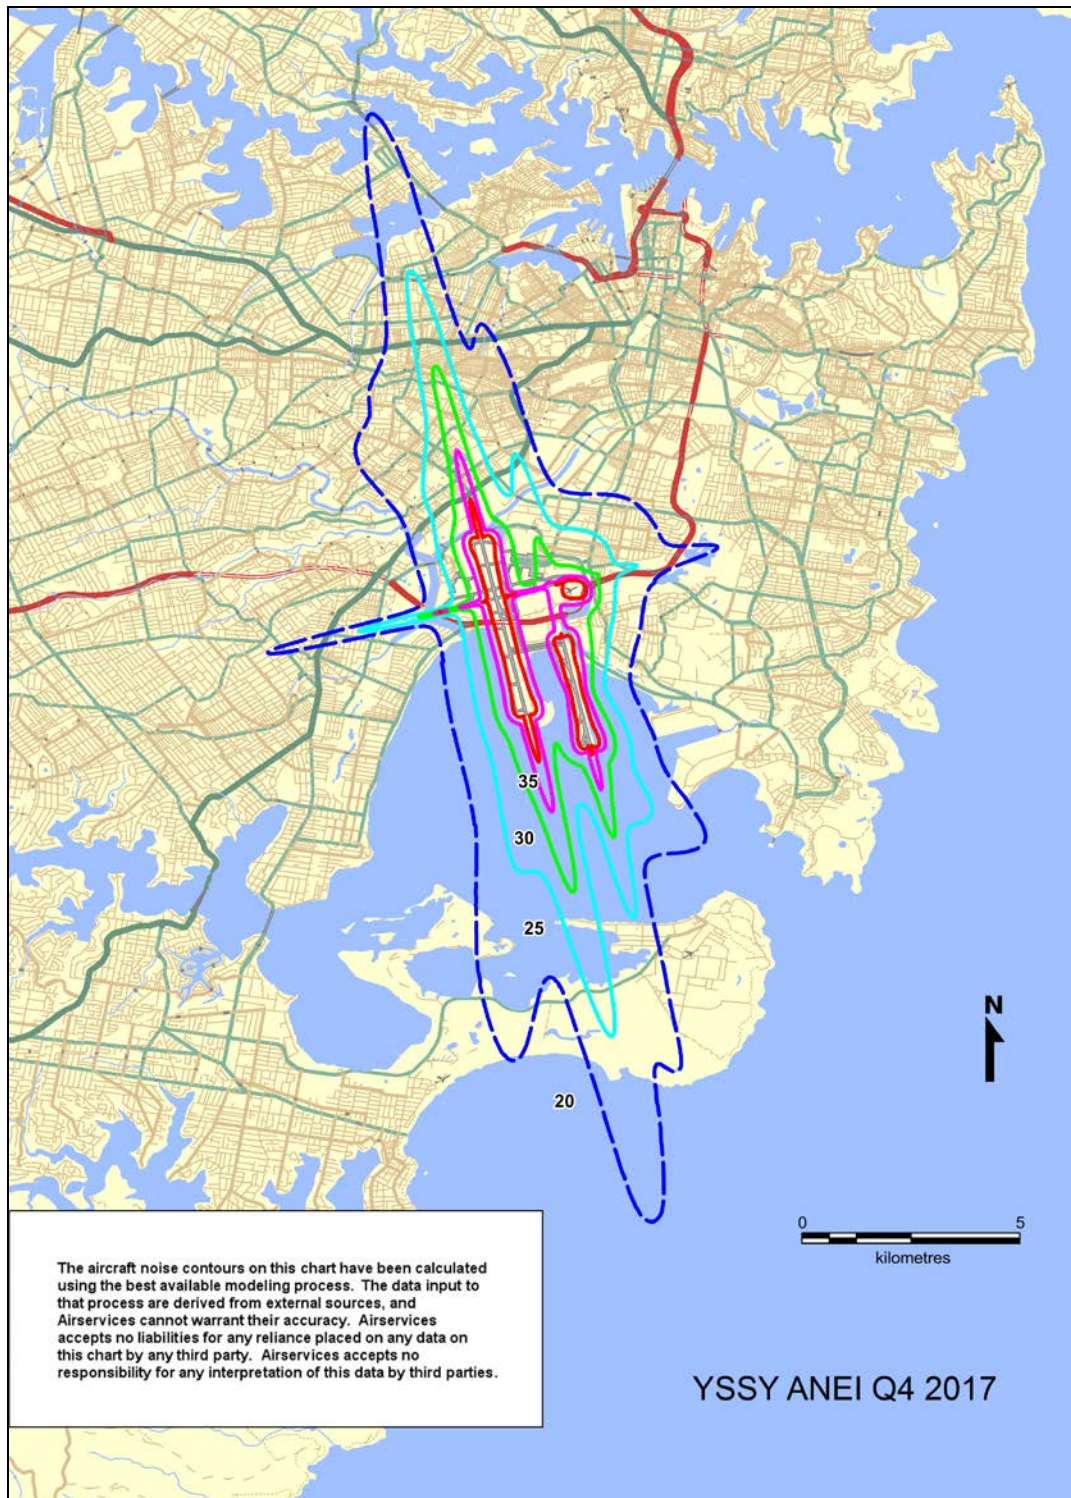 35
30
25
N
20
0 5
kilometres
The aircraft noise contours on this chart have been calculated
using the best available modeling process. The data input to
that process are derived from external sources, and
Airservices cannot warrant their accuracy. Airservices
accepts no liabilities for any reliance placed on any data on
this chart by any third party. Airservices accepts no
responsibility for any interpretation of this data by third parties.
YSSY ANEI Q4 2017